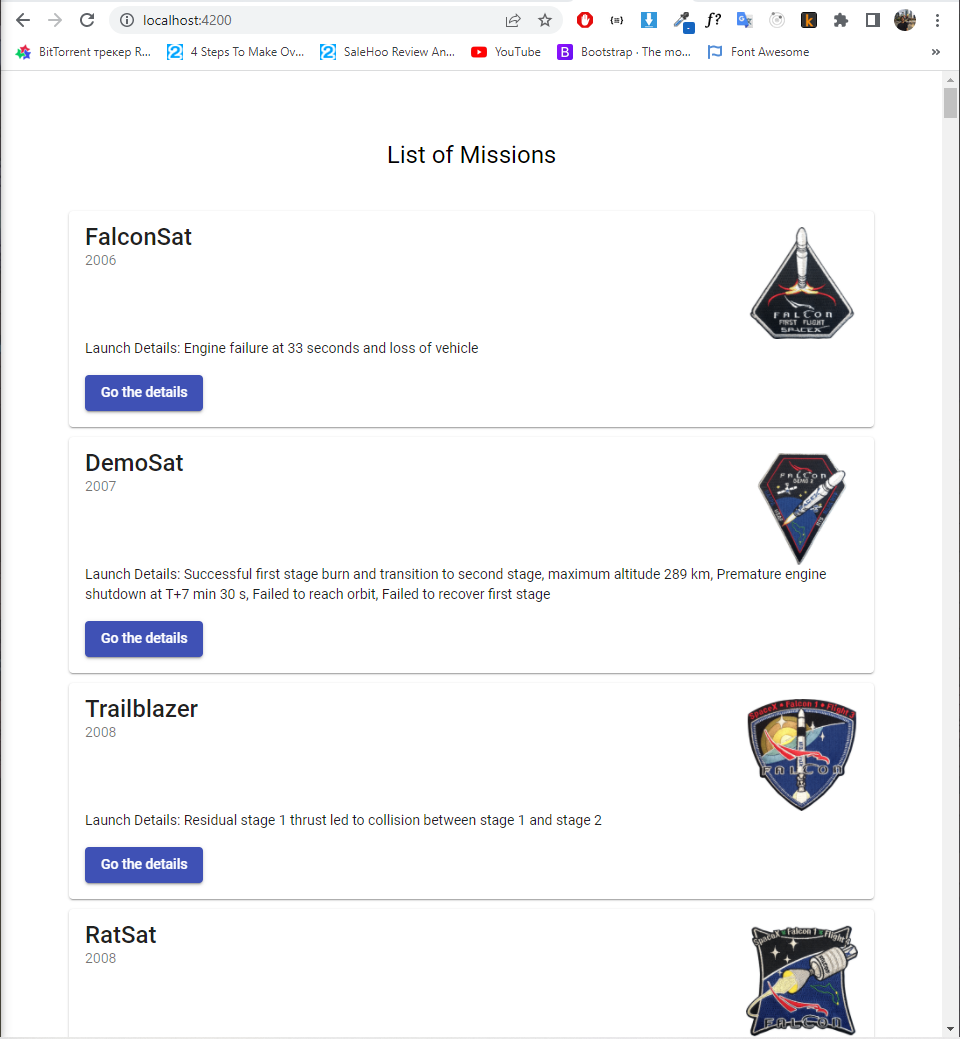 localhost:4200
f?
BitTorrent трекер R...
4 Steps To Make Ov...
SaleHoo Review An...
YouTube
Bootstrap · The mo...
Font Awesome
»
List of Missions
FalconSat
2006
FALCON
FIRST FLIGHT
SPACEX
Launch Details: Engine failure at 33 seconds and loss of vehicle
Go the details
DemoSat
2007
FALCON
DEMO 2
Launch Details: Successful first stage burn and transition to second stage, maximum altitude 289 km, Premature engine
shutdown at T+7 min 30 s, Failed to reach orbit, Failed to recover first stage
Go the details
Trailblazer
2008
SpaceX • Falcon 1 • Flight 3
FALCON
Launch Details: Residual stage 1 thrust led to collision between stage 1 and stage 2
Go the details
RatSat
2008
SpaceX Falcon 1 Flight 4
FALCON